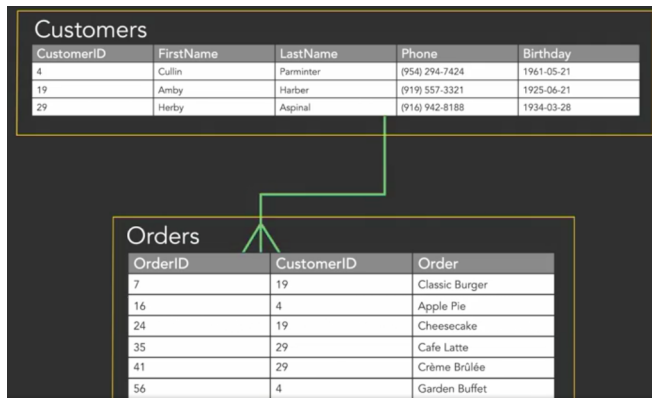 Customers
CustomerID FirstName LastName Phone Birthday
4 Cullin Parminter (954) 294-7424 1961-05-21
19 Amby Harber (919) 557-3321 1925-06-21
29 Herby Aspinal (916) 942-8188 1934-03-28
Orders
OrderID CustomerID Order
7 19 Classic Burger
16 4 Apple Pie
24 19 Cheesecake
35 29 Cafe Latte
41 29 Crème Brûlée
56 4 Garden Buffet